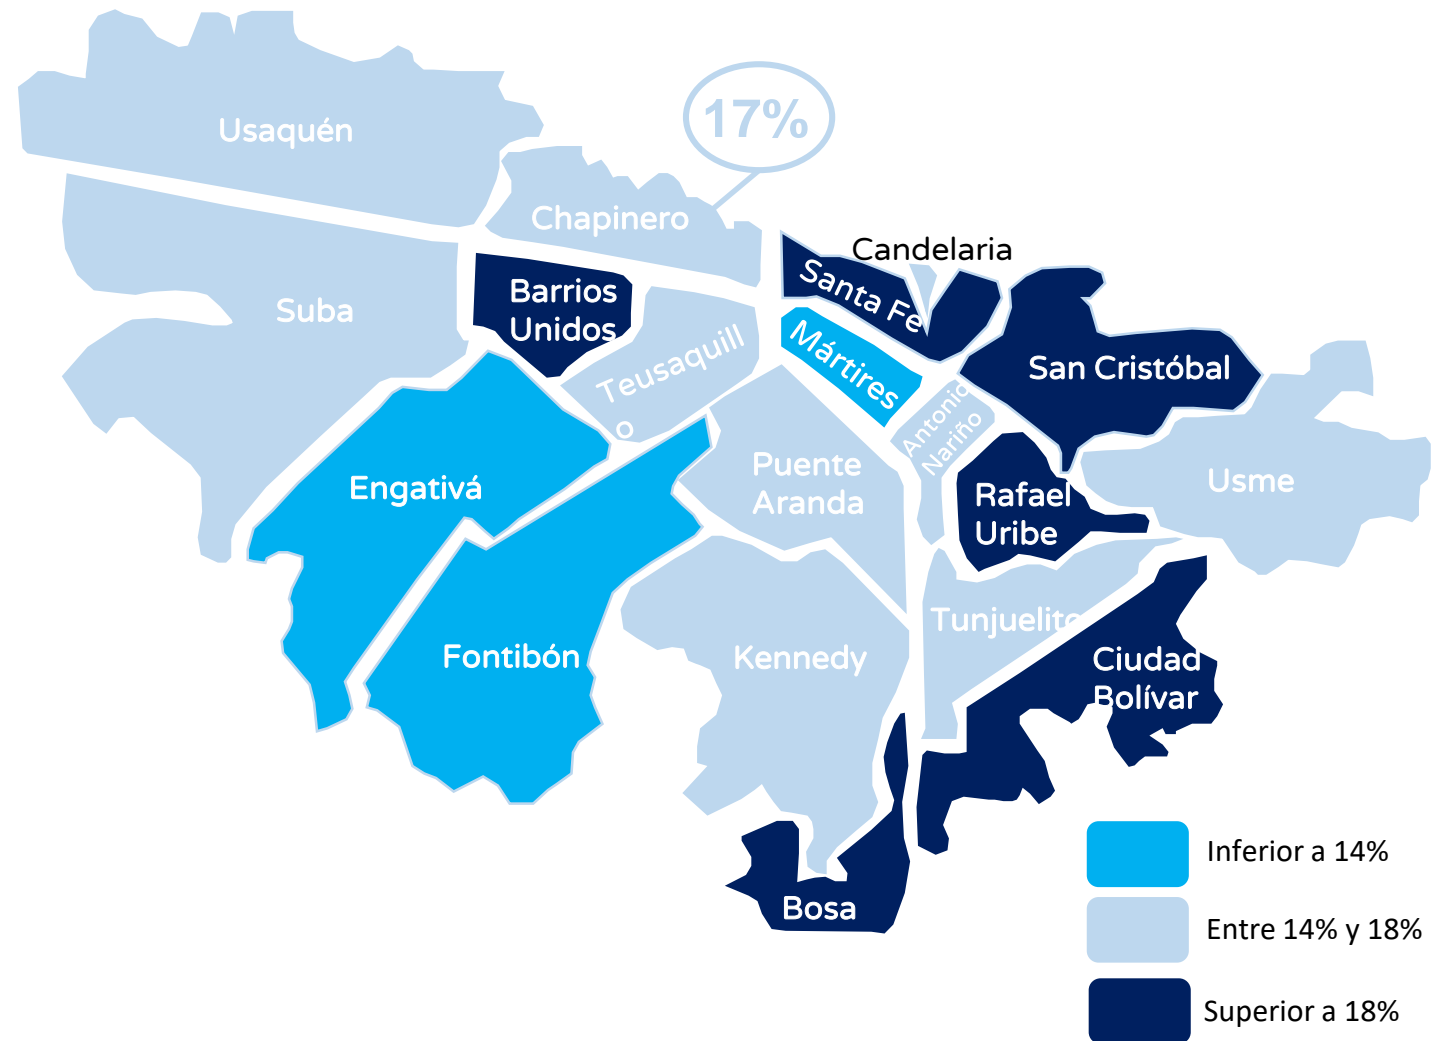 Usaquén
17%
Chapinero
Candelaria
Santa Fe
Barrios
Unidos
Suba
Teusaquill
o
Mártires
San Cristóbal
Antonio
Nariño
Puente
Aranda
Usme
Engativá
Rafael
Uribe
Tunjuelito
Fontibón
Kennedy
Ciudad
Bolívar
Bosa
Inferior a 14%
Entre 14% y 18%
Superior a 18%